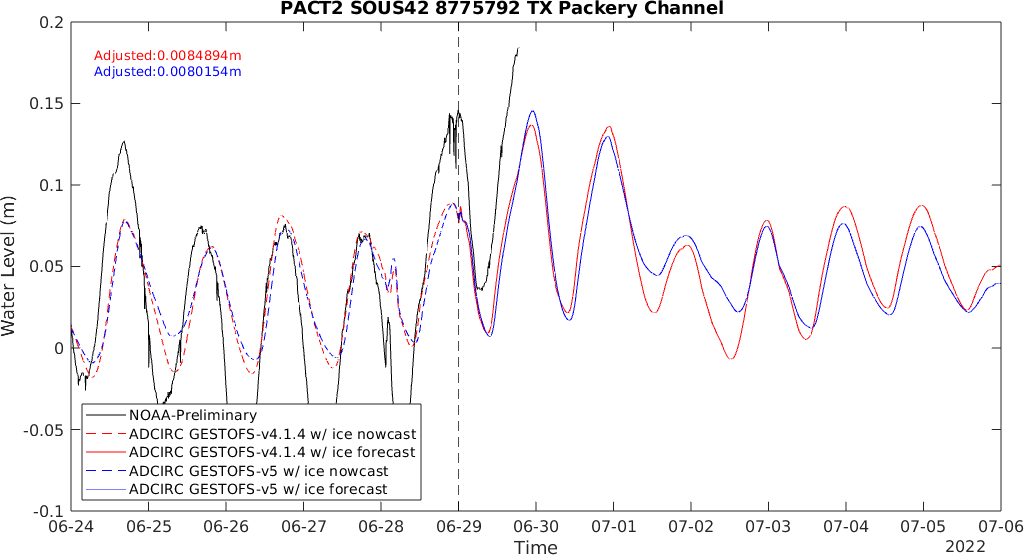 PACT2 SOUS42 8775792 TX Packery Channel
Adjusted:0.0084894m
Adjusted:0.0080154m
Water Level (m)
0.2
0.15
0.1
0.05
0
-0.05
-0.1
NOAA-Preliminary
ADCIRC GESTOFS-v4.1.4 w/ ice nowcast
ADCIRC GESTOFS-v4.1.4 w/ ice forecast
ADCIRC GESTOFS-v5 w/ ice nowcast
ADCIRC GESTOFS-v5 w/ ice forecast
06-24 06-25 06-26 06-27 06-28 06-29 06-30 07-01 07-02 07-03 07-04 07-05 07-06
Time
2022